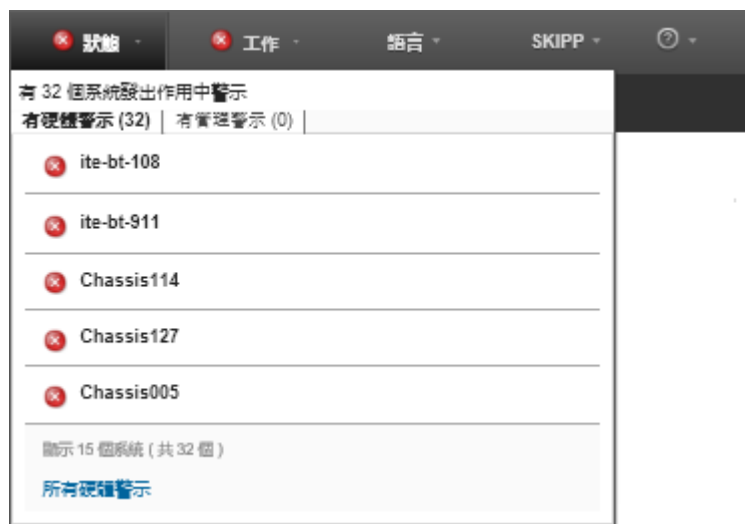 狀態 工作 語言 SKIPP
有 32 個系統發出作用中警示
有硬體警示 (32) | 有管理警示 (0) |
ite-bt-108
ite-bt-911
Chassis114
Chassis127
Chassis005
顯示 15 個系統 ( 共 32 個 )
所有硬體警示